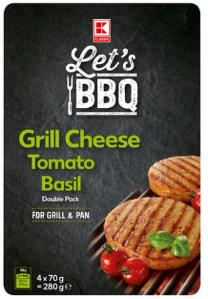 K
CLASSIC
Let's
BBQ
Grill Cheese
Tomato
Basil
Double Pack
FOR GRILL & PAN
4 x 70 g
= 280 g e